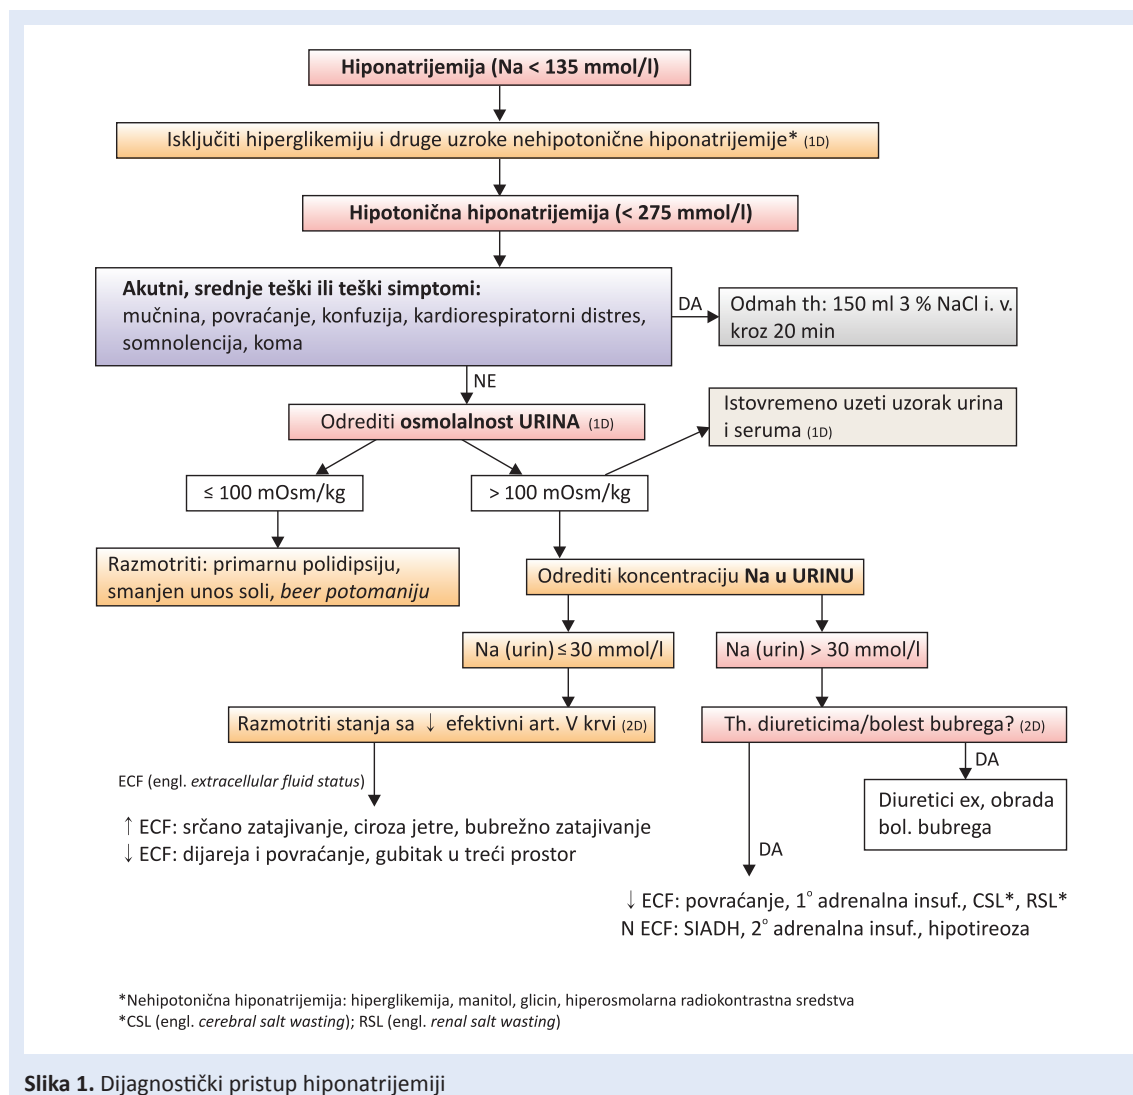 Hiponatrijemija (Na < 135 mmol/l)
Isključiti hiperglikemiju i druge uzroke nehipotonične hiponatrijemije* (1D)
Hipotonična hiponatrijemija (< 275 mmol/l)
Akutni, srednje teški ili teški simptomi:
mučnina, povraćanje, konfuzija, kardiorespiratorni distres,
somnolencija, koma
DA
Odmah th: 150 ml 3 % NaCl i. v.
kroz 20 min
NE
Odrediti osmolalnost URINA (1D)
Istovremeno uzeti uzorak urina
i seruma (1D)
≤ 100 mOsm/kg
> 100 mOsm/kg
Razmotriti: primarnu polidipsiju,
smanjen unos soli, beer potomaniju
Odrediti koncentraciju Na u URINU
Na (urin) ≤ 30 mmol/l
Na (urin) > 30 mmol/l
Razmotriti stanja sa ↓ efektivni art. V krvi (2D)
Th. diureticima/bolest bubrega? (2D)
ECF (engl. extracellular fluid status)
DA
Diuretici ex, obrada
bol. bubrega
↑ ECF: srčano zatajivanje, ciroza jetre, bubrežno zatajivanje
↓ ECF: dijareja i povraćanje, gubitak u treći prostor
DA
↓ ECF: povraćanje, 1° adrenalna insuf., CSL*, RSL*
N ECF: SIADH, 2° adrenalna insuf., hipotireoza
*Nehipotonična hiponatrijemija: hiperglikemija, manitol, glicin, hiperosmolarna radiokontrastna sredstva
*CSL (engl. cerebral salt wasting); RSL (engl. renal salt wasting)
Slika 1. Dijagnostički pristup hiponatrijemiji